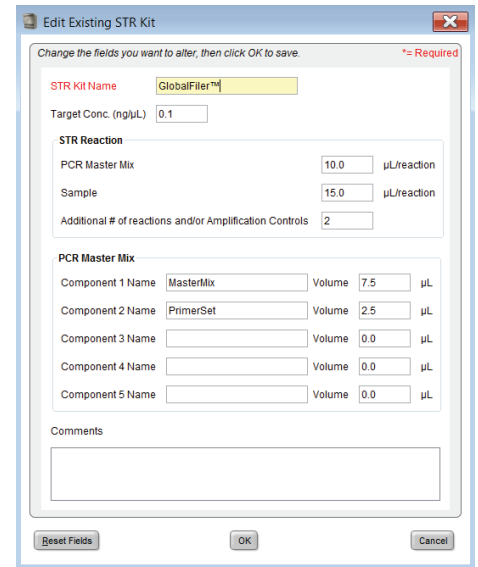 Edit Existing STR Kit
Change the fields you want to alter, then click OK to save. *= Required
STR Kit Name GlobalFiler™
Target Conc. (ng/µL) 0.1
STR Reaction
PCR Master Mix 10.0 µL/reaction
Sample 15.0 µL/reaction
Additional # of reactions and/or Amplification Controls 2
PCR Master Mix
Component 1 Name MasterMix Volume 7.5 µL
Component 2 Name PrimerSet Volume 2.5 µL
Component 3 Name Volume 0.0 µL
Component 4 Name Volume 0.0 µL
Component 5 Name Volume 0.0 µL
Comments
Reset Fields OK Cancel